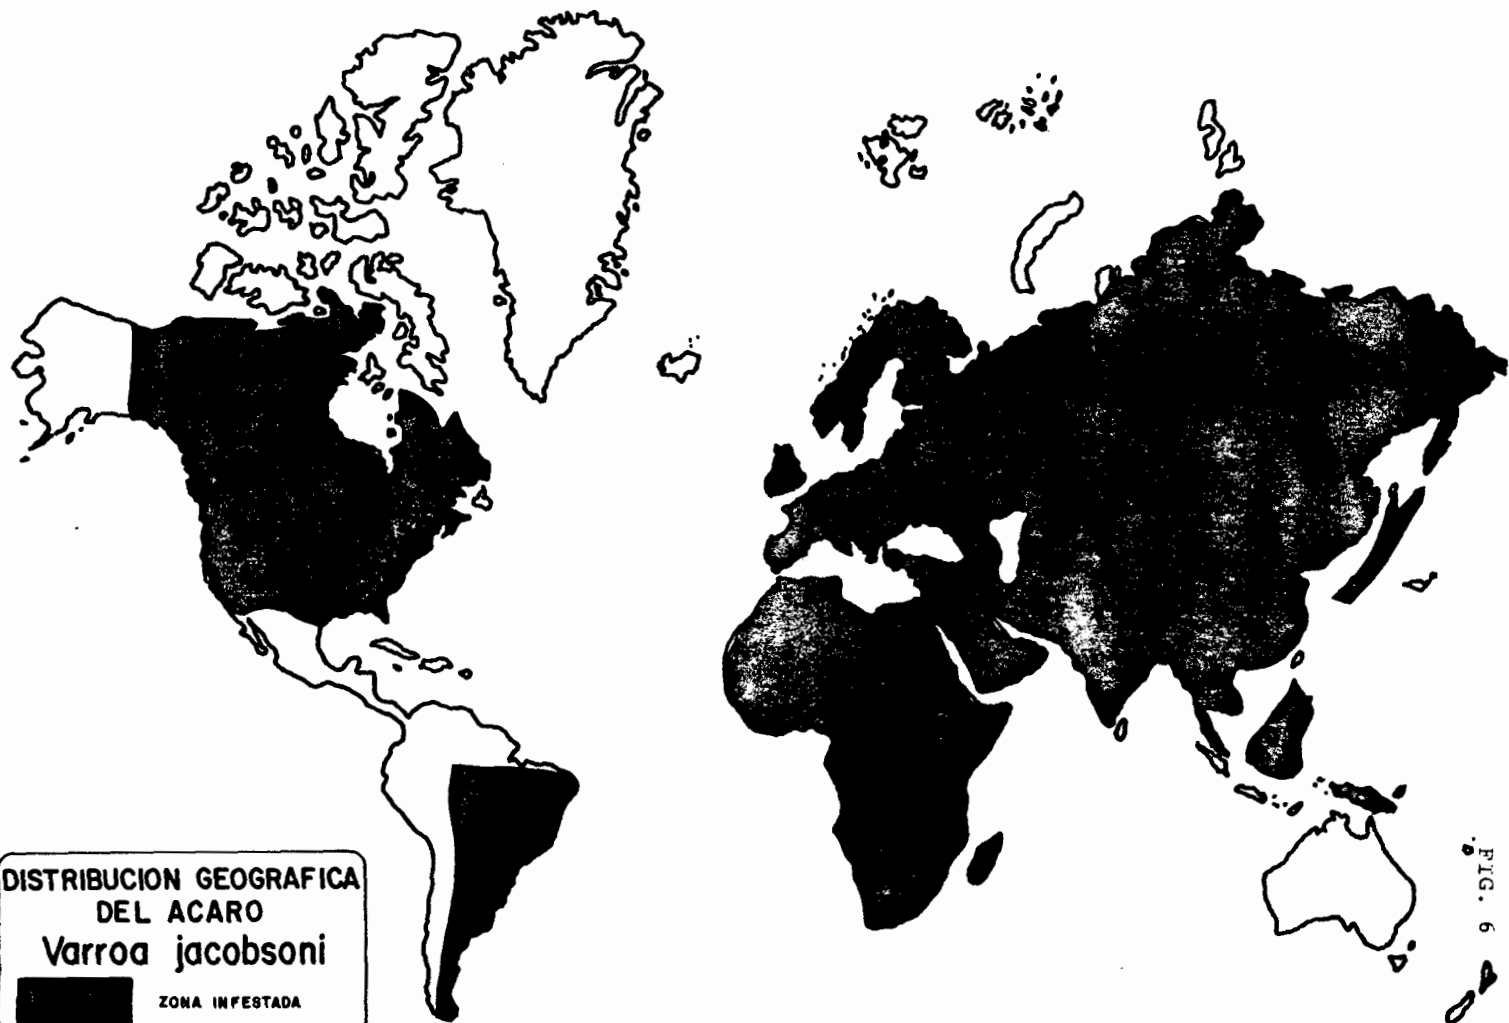 DISTRIBUCION GEOGRAFICA
DEL ACARO
Varroa jacobsoni
ZONA INFESTADA
FIG. 6